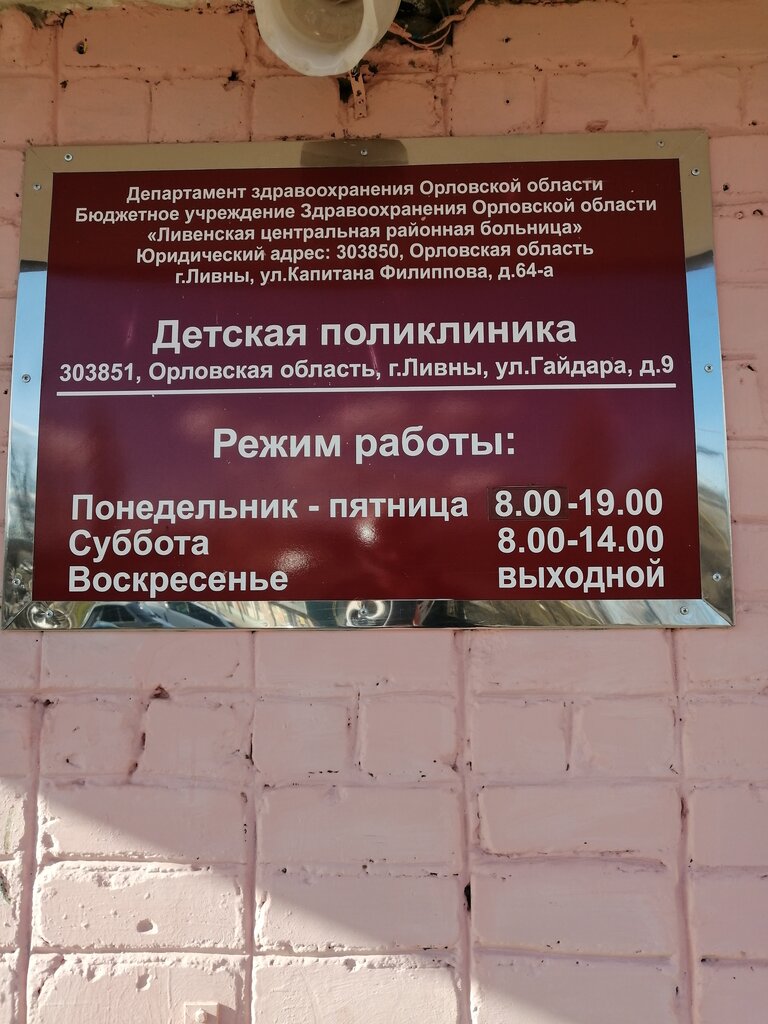 Департамент здравоохранения Орловской области
Бюджетное учреждение Здравоохранения Орловской области
«Ливенская центральная районная больница»
Юридический адрес: 303850, Орловская область
г.Ливны, ул.Капитана Филиппова, д.64-а
Детская поликлиника
303851, Орловская область, г.Ливны, ул.Гайдара, д.9
Режим работы:
Понедельник - пятница 8.00-19.00
Суббота 8.00-14.00
Воскресенье выходной